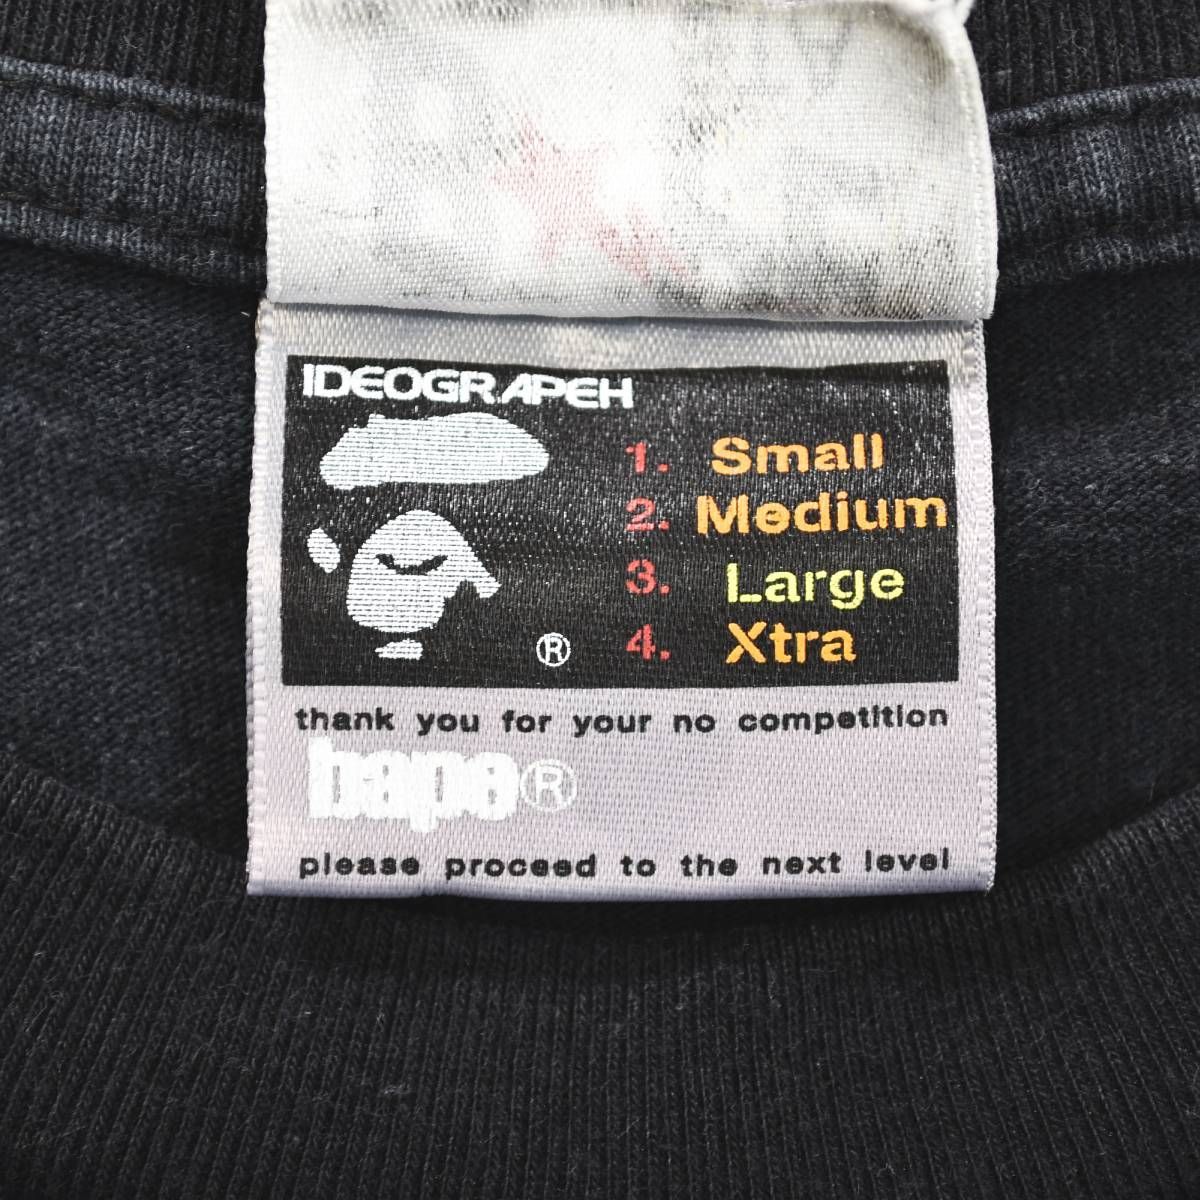 IDEOGRAPEH
1. Small
2. Medium
3. Large
4. Xtra
®
thank you for your no competition
bape®
please proceed to the next level